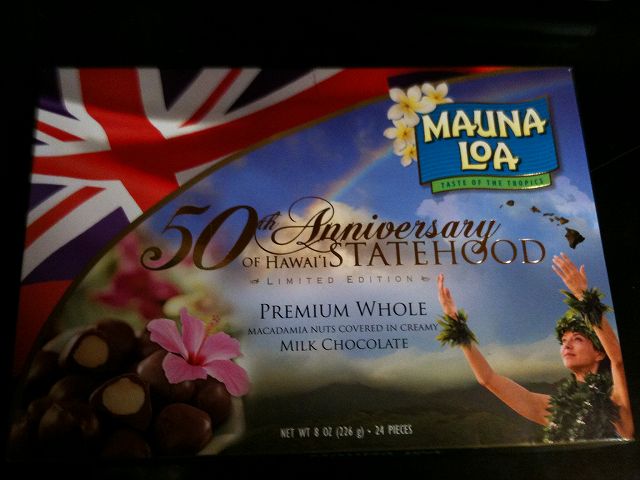 MAUNA
LOA
TASTE OF THE TROPICS
50th Anniversary
OF HAWAI'I STATEHOOD
LIMITED EDITION
PREMIUM WHOLE
MACADAMIA NUTS COVERED IN CREAMY
MILK CHOCOLATE
NET WT 8 OZ (226 g) • 24 PIECES